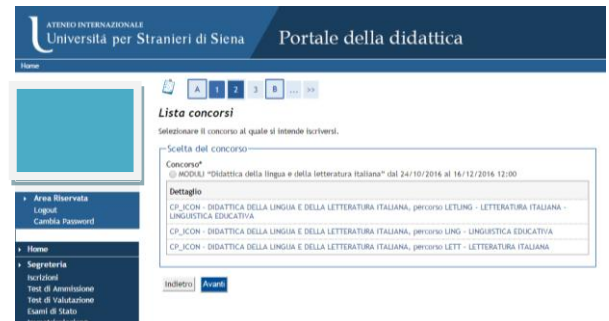 ATENEO INTERNAZIONALE
Università per Stranieri di Siena
Portale della didattica
Home
A 1 2 3 B ... >>
Lista concorsi
Selezionare il concorso al quale si intende iscriversi.
Scelta del concorso
Concorso*
MODULI "Didattica della lingua e della letteratura italiana" dal 24/10/2016 al 16/12/2016 12:00
Dettaglio
CP_ICON - DIDATTICA DELLA LINGUA E DELLA LETTERATURA ITALIANA, percorso LETLING - LETTERATURA ITALIANA -
LINGUISTICA EDUCATIVA
CP_ICON - DIDATTICA DELLA LINGUA E DELLA LETTERATURA ITALIANA, percorso LING - LINGUISTICA EDUCATIVA
CP_ICON - DIDATTICA DELLA LINGUA E DELLA LETTERATURA ITALIANA, percorso LETT - LETTERATURA ITALIANA
Indietro Avanti
Area Riservata
Logout
Cambia Password
Home
Segreteria
Iscrizioni
Test di Ammissione
Test di Valutazione
Esami di Stato